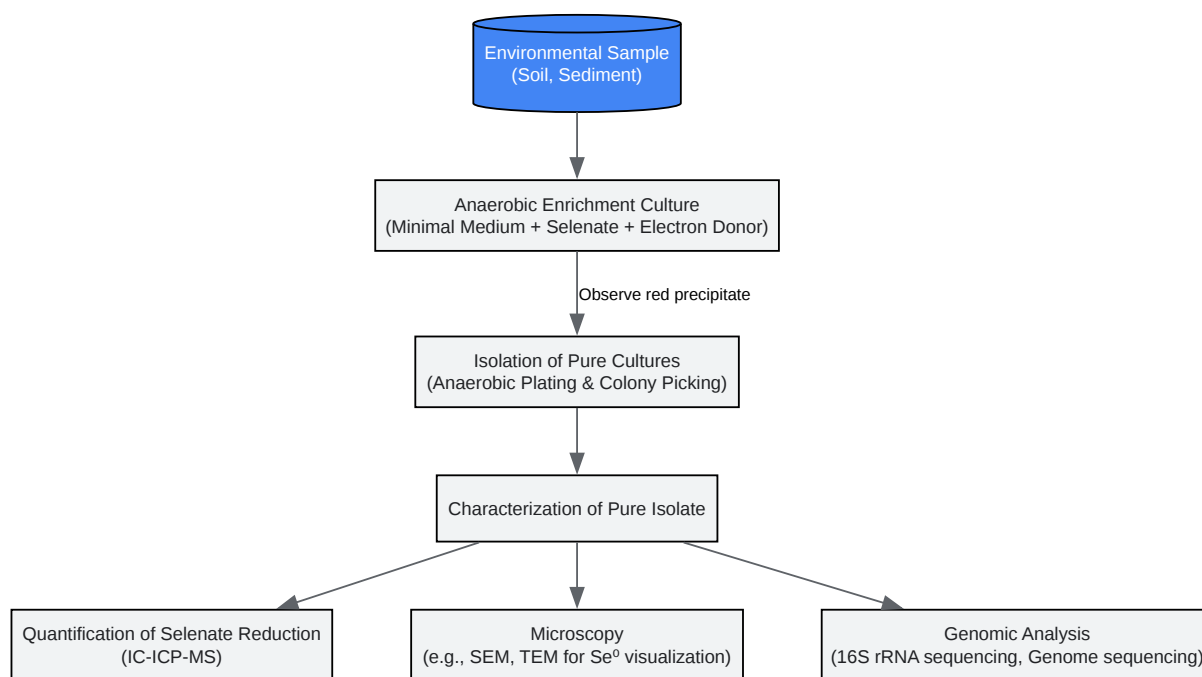 Environmental Sample
(Soil, Sediment)
Anaerobic Enrichment Culture
(Minimal Medium + Selenate + Electron Donor)
Observe red precipitate
Isolation of Pure Cultures
(Anaerobic Plating & Colony Picking)
Characterization of Pure Isolate
Quantification of Selenate Reduction
(IC-ICP-MS)
Microscopy
(e.g., SEM, TEM for Se⁰ visualization)
Genomic Analysis
(16S rRNA sequencing, Genome sequencing)